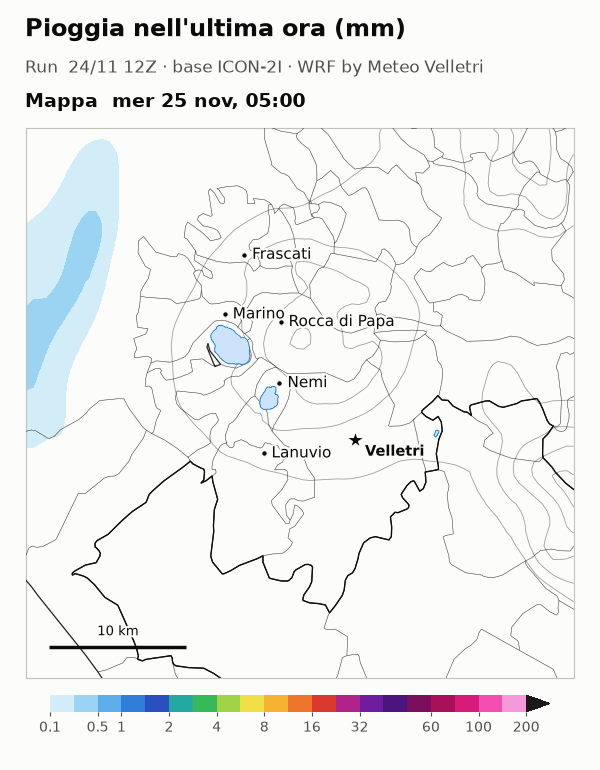 Pioggia nell'ultima ora (mm)
Run  24/11 12Z · base ICON-2I · WRF by Meteo Velletri
Mappa  mer 25 nov, 05:00
Frascati
Marino
Rocca di Papa
Nemi
Velletri
Lanuvio
10 km
0.1 0.5 1 2 4 8 16 32 60 100 200